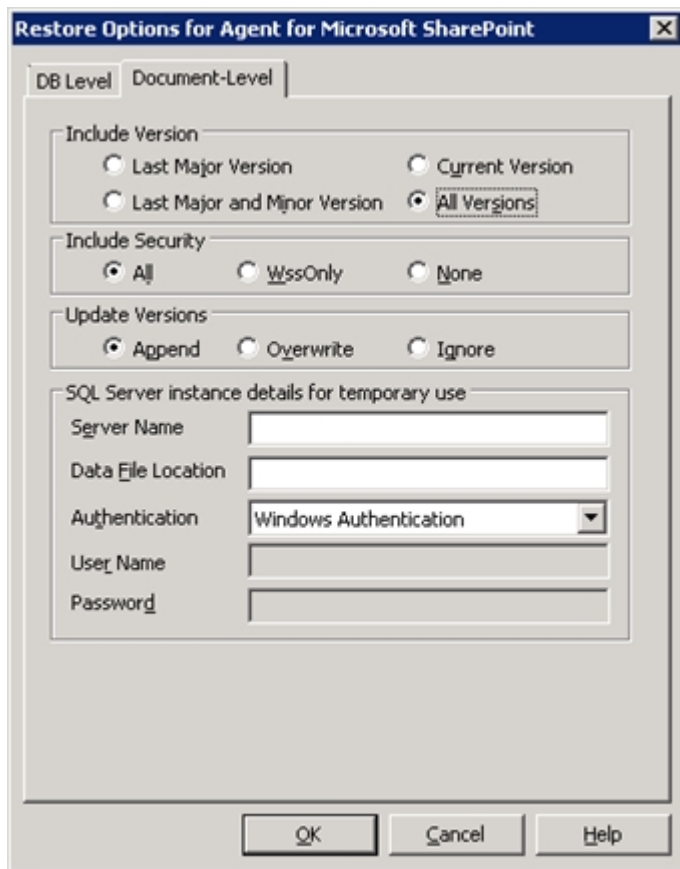 Restore Options for Agent for Microsoft SharePoint
DB Level Document-Level
Include Version
Last Major Version Current Version
Last Major and Minor Version All Versions
Include Security
All WssOnly None
Update Versions
Append Overwrite Ignore
SQL Server instance details for temporary use
Server Name
Data File Location
Authentication Windows Authentication
User Name
Password
OK Cancel Help